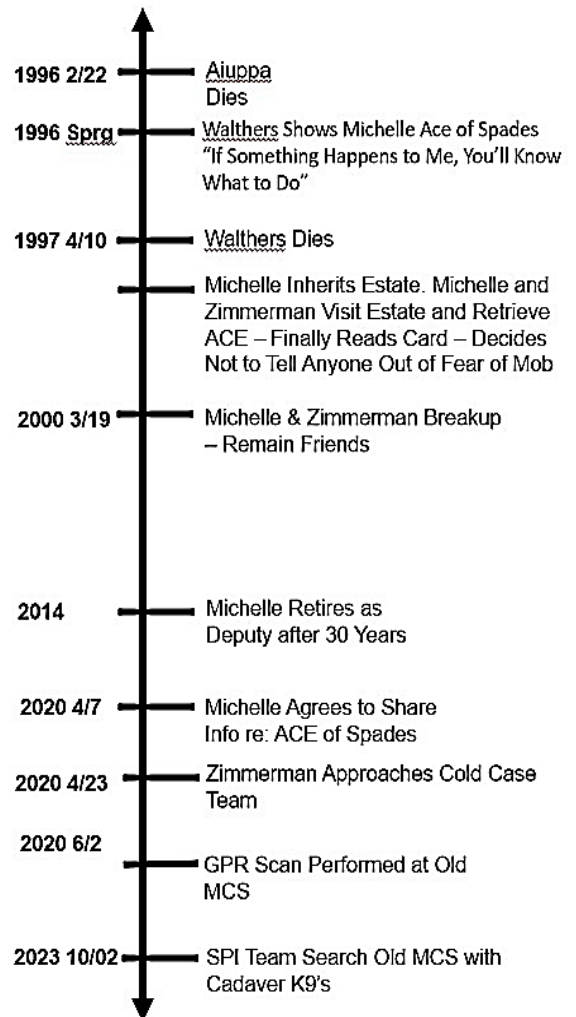 1996 2/22
Aiuppa
Dies
1996 Sprg
Walthers Shows Michelle Ace of Spades
“If Something Happens to Me, You’ll Know
What to Do”
1997 4/10
Walthers Dies
Michelle Inherits Estate. Michelle and
Zimmerman Visit Estate and Retrieve
ACE – Finally Reads Card – Decides
Not to Tell Anyone Out of Fear of Mob
2000 3/19
Michelle & Zimmerman Breakup
– Remain Friends
2014
Michelle Retires as
Deputy after 30 Years
2020 4/7
Michelle Agrees to Share
Info re: ACE of Spades
2020 4/23
Zimmerman Approaches Cold Case
Team
2020 6/2
GPR Scan Performed at Old
MCS
2023 10/02
SPI Team Search Old MCS with
Cadaver K9’s